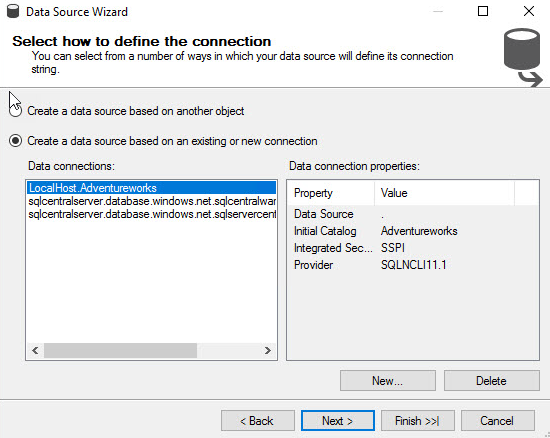 Data Source Wizard
Select how to define the connection
You can select from a number of ways in which your data source will define its connection
string.
Create a data source based on another object
Create a data source based on an existing or new connection
Data connections:
LocalHost.Adventureworks
sqlcentralserver.database.windows.net.sqlcentralwar
sqlcentralserver.database.windows.net.sqlservercent
Data connection properties:
Property Value
Data Source .
Initial Catalog Adventureworks
Integrated Sec... SSPI
Provider SQLNCLI11.1
New... Delete
< Back Next > Finish >>| Cancel